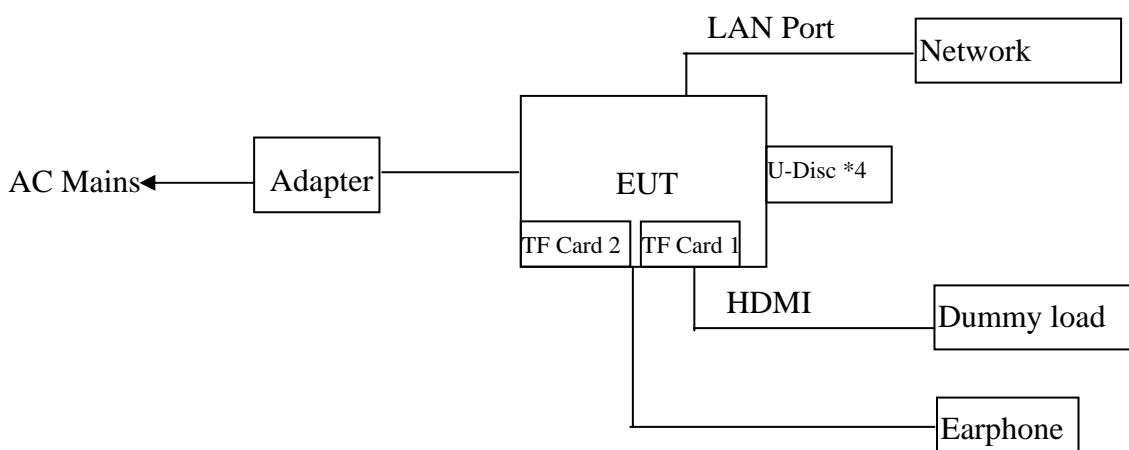 LAN Port
Network
AC Mains
Adapter
EUT
U-Disc *4
TF Card 2
TF Card 1
HDMI
Dummy load
Earphone